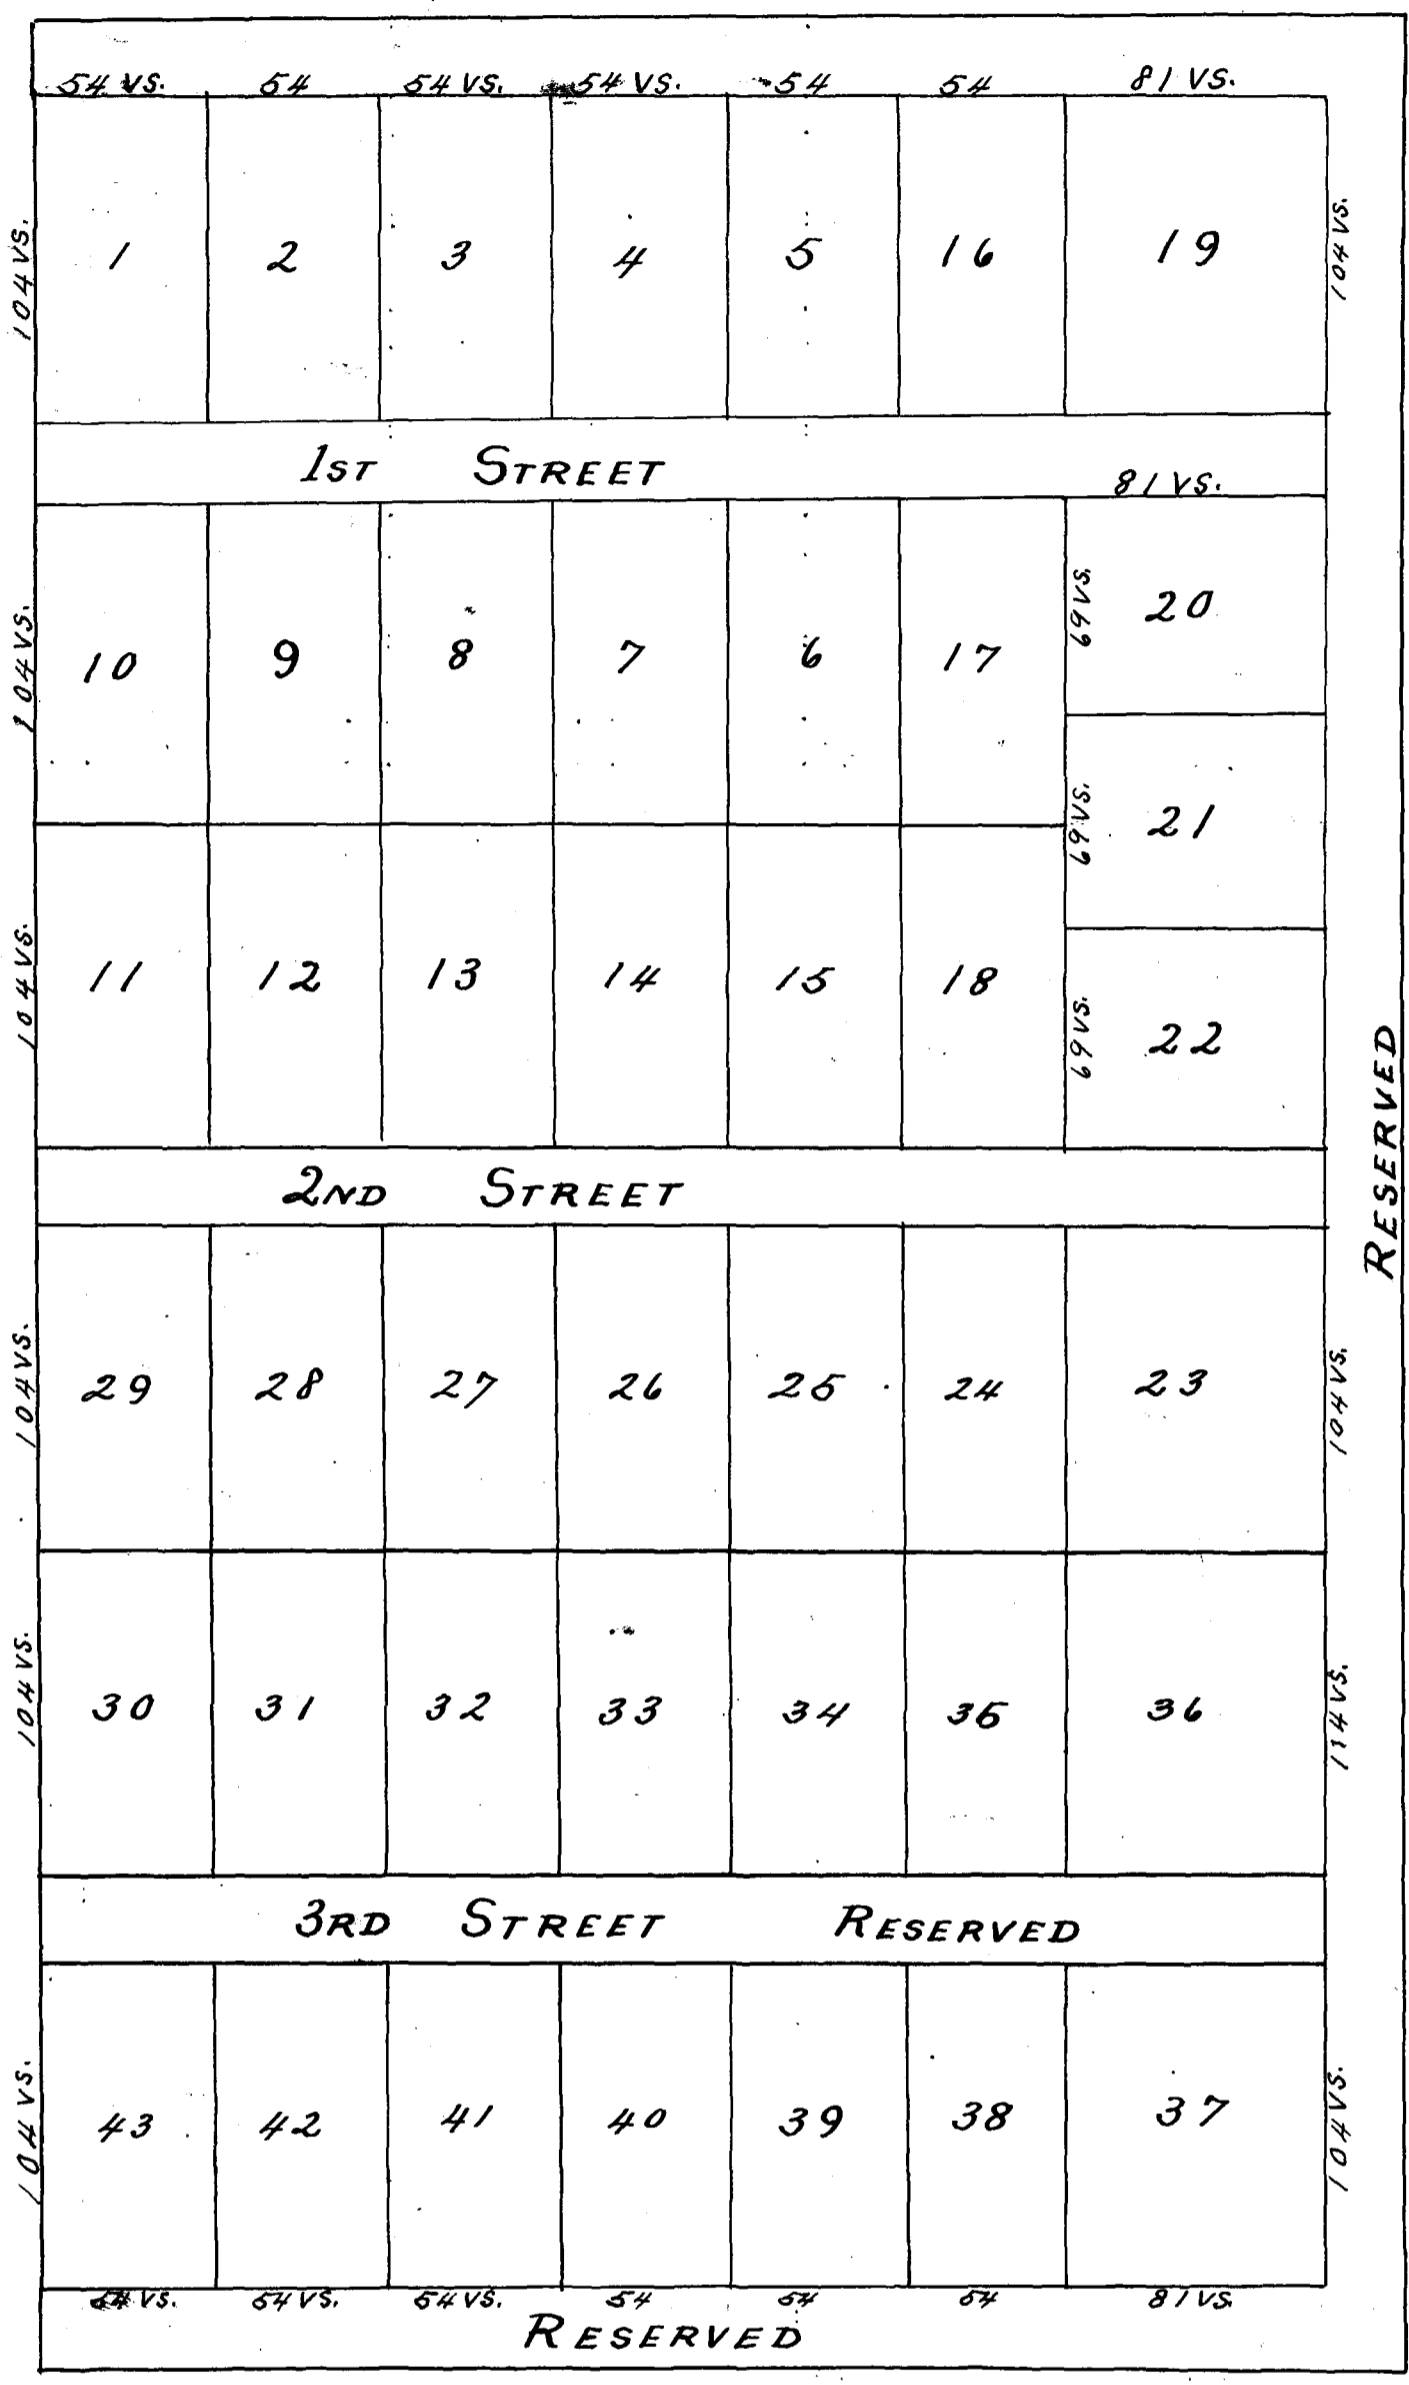 54 VS. 54 54 VS. 54 VS. 54 54 81 VS.
104 VS. 1 2 3 4 5 16 19 104 VS.
1ST STREET
81 VS.
104 VS. 10 9 8 7 6 17 69 VS. 20
69 VS. 21
104 VS. 11 12 13 14 15 18 69 VS. 22
RESERVED
2ND STREET
104 VS. 29 28 27 26 25 24 23 104 VS.
104 VS. 30 31 32 33 34 35 36 114 VS.
3RD STREET RESERVED
104 VS. 43 42 41 40 39 38 37 104 VS.
54 VS. 54 VS. 54 VS. 54 54 54 81 VS.
RESERVED